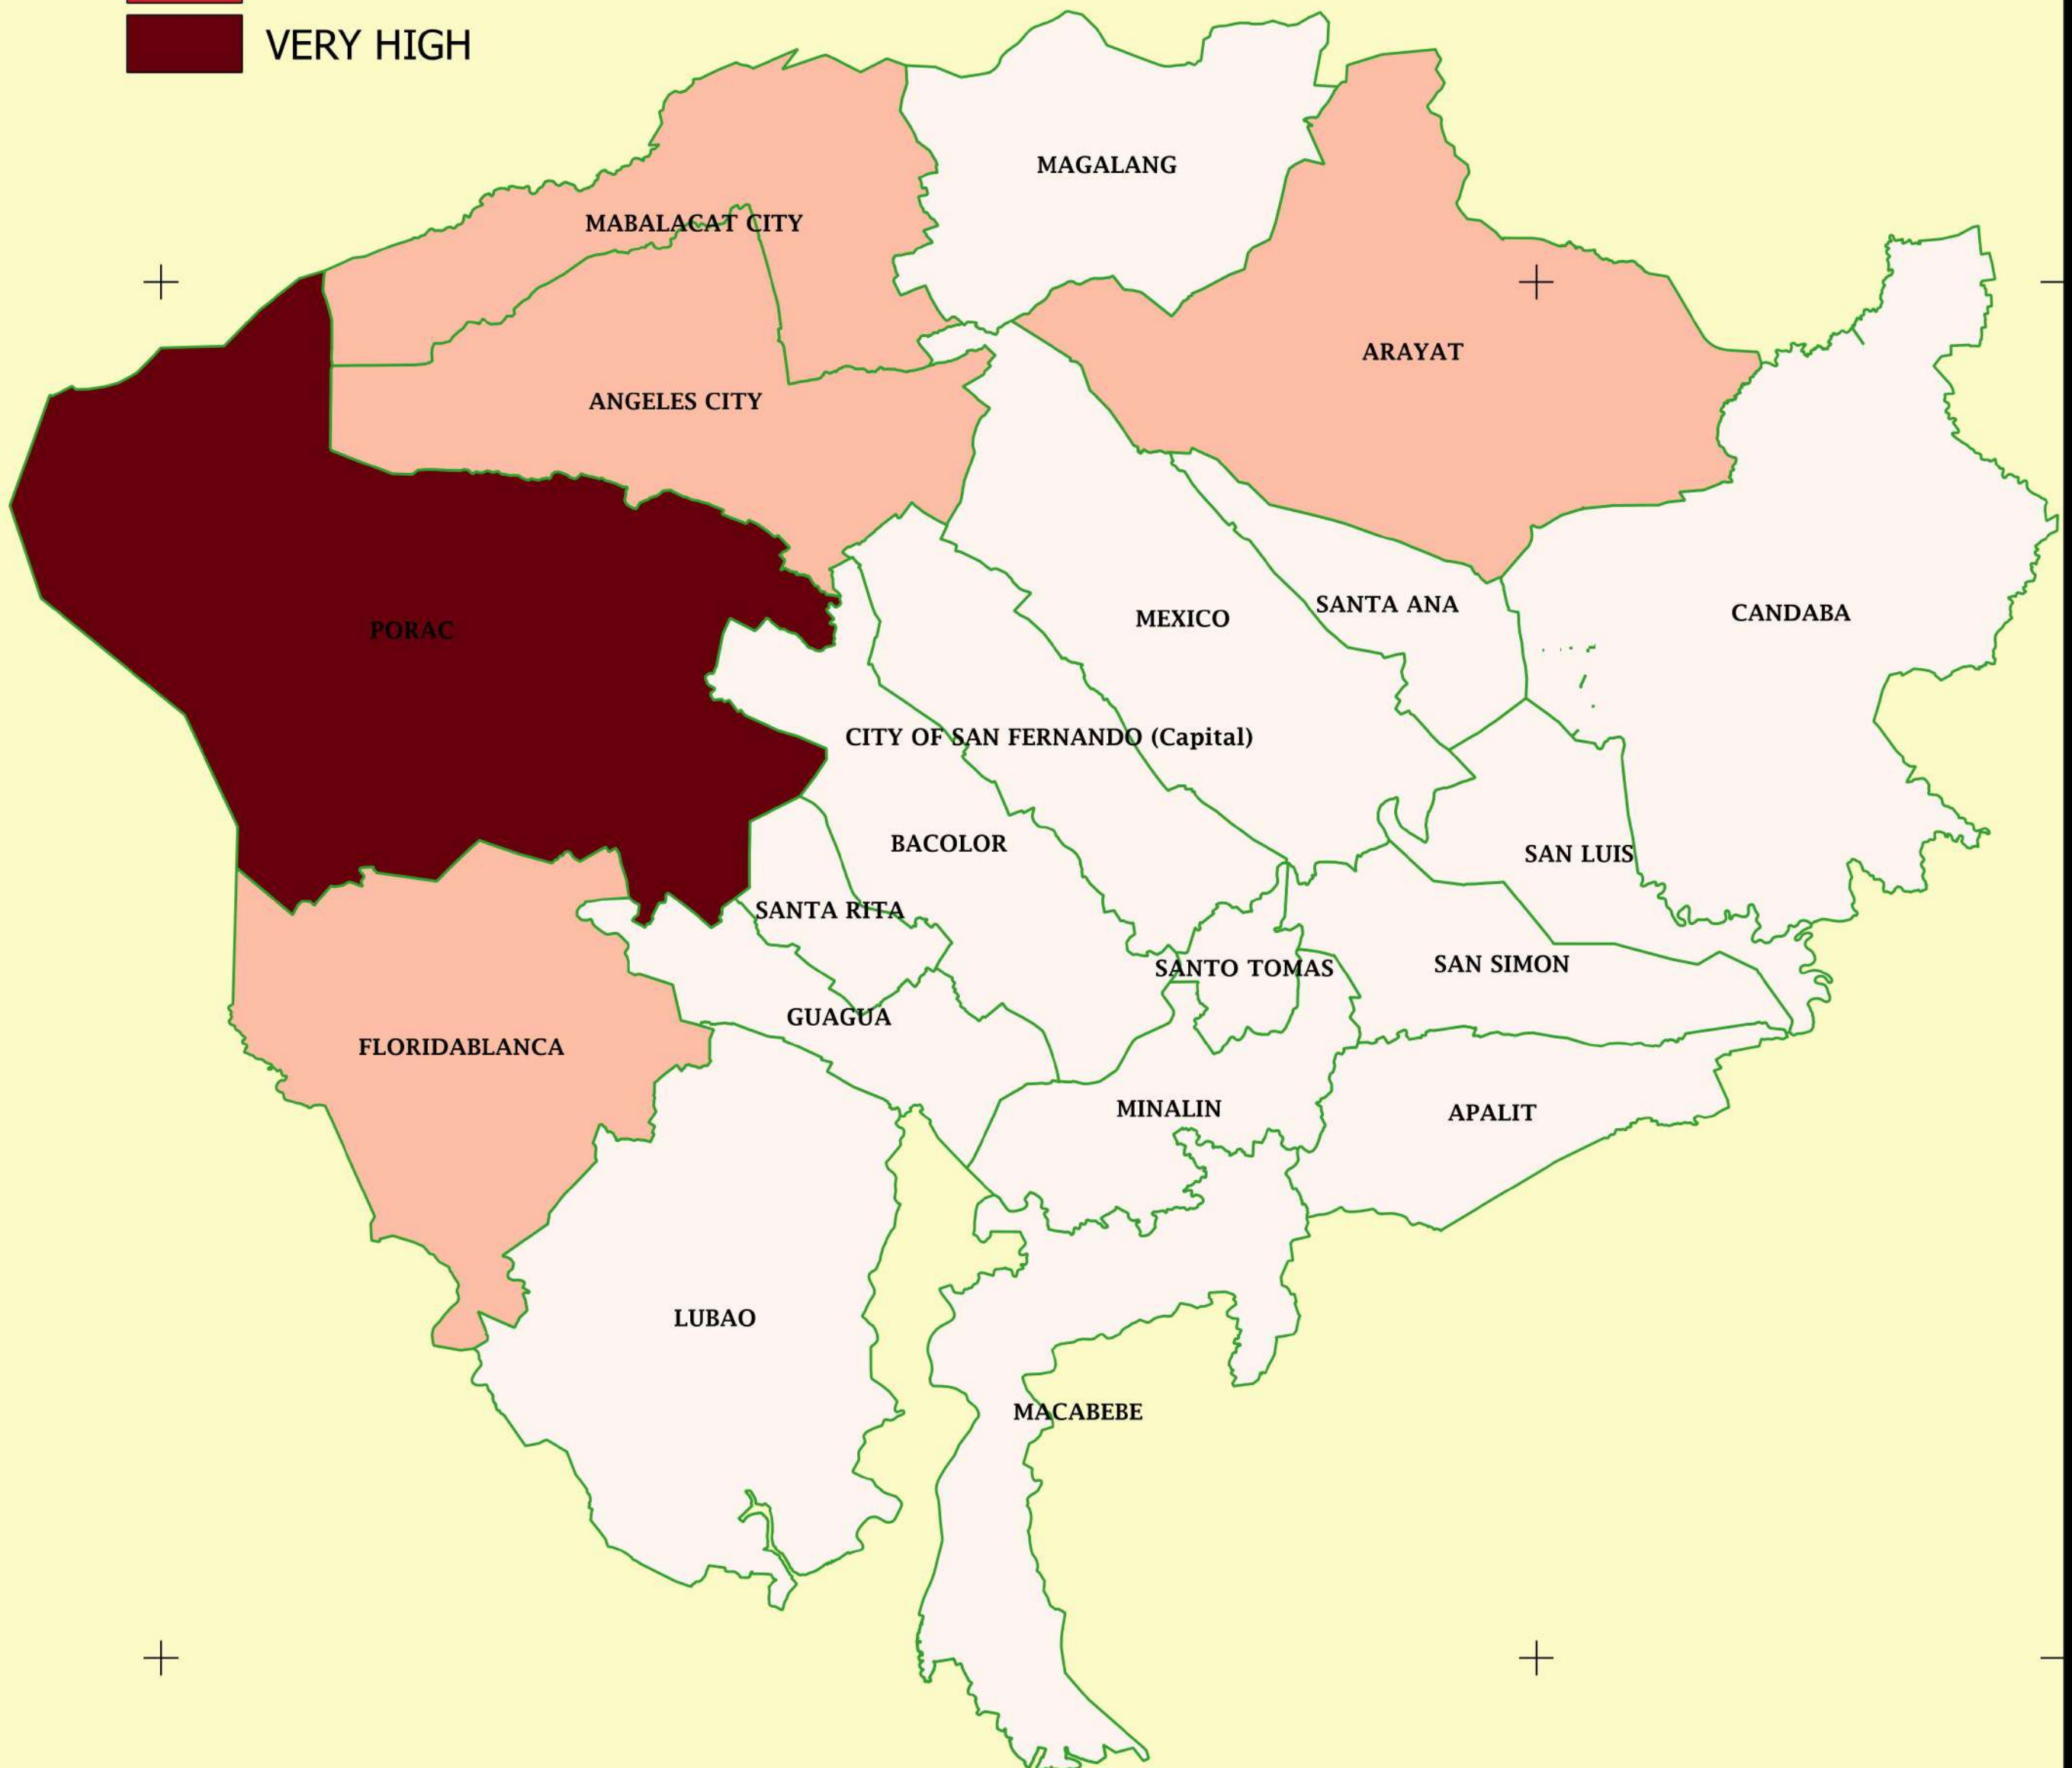 VERY HIGH
MAGALANG
MABALACAT CITY
ARAYAT
ANGELES CITY
SANTA ANA
CANDABA
MEXICO
PORAC
CITY OF SAN FERNANDO (Capital)
BACOLOR
SAN LUIS
SANTA RITA
SAN SIMON
SANTO TOMAS
GUAGUA
FLORIDABLANCA
MINALIN
APALIT
LUBAO
MACABEBE